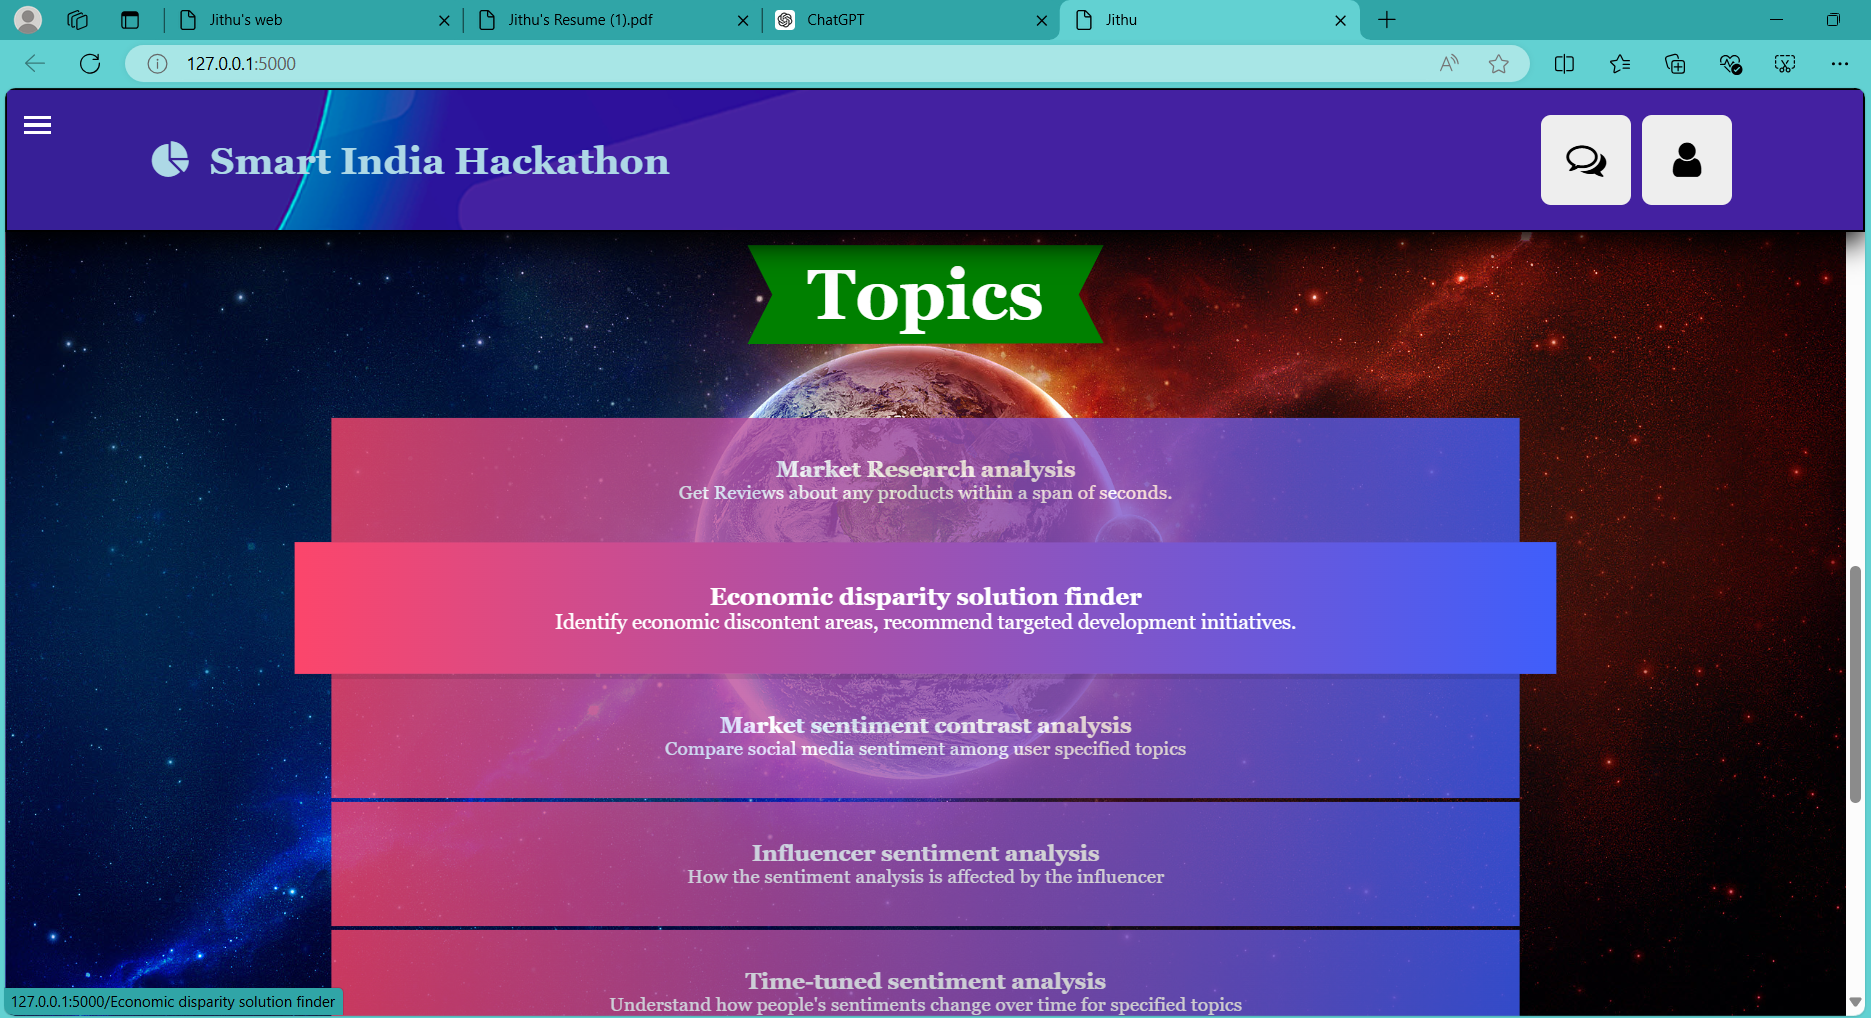 Jithu's web
Jithu's Resume (1).pdf
ChatGPT
Jithu
127.0.0.1:5000
Smart India Hackathon
Topics
Market Research analysis
Get Reviews about any products within a span of seconds.
Economic disparity solution finder
Identify economic discontent areas, recommend targeted development initiatives.
Market sentiment contrast analysis
Compare social media sentiment among user specified topics
Influencer sentiment analysis
How the sentiment analysis is affected by the influencer
Time-tuned sentiment analysis
Understand how people's sentiments change over time for specified topics
127.0.0.1:5000/Economic disparity solution finder